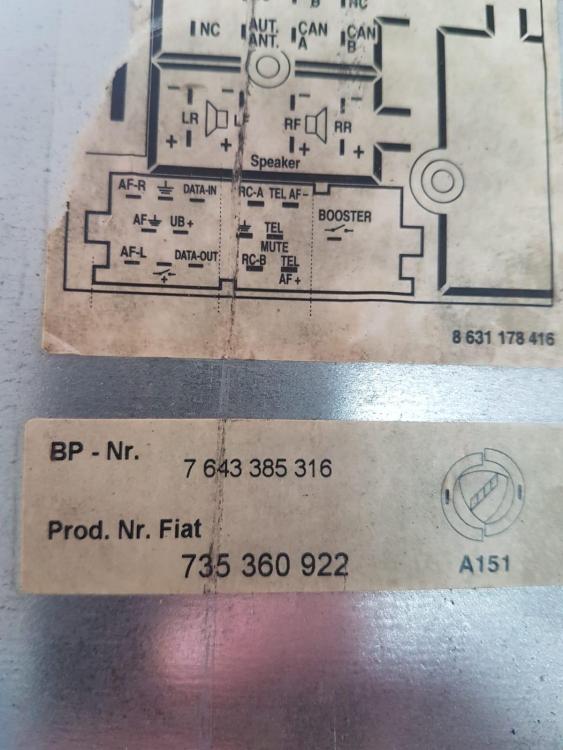 B NC
NC AUT. ANT. CAN A CAN B
- - - -
LR L RF RR
+ + + +
Speaker
AF-R DATA-IN RC-A TEL AF-
AF UB+ TEL MUTE BOOSTER
AF-L DATA-OUT RC-B TEL AF+
+
8 631 178 416
BP - Nr. 7 643 385 316
Prod. Nr. Fiat
735 360 922
A151